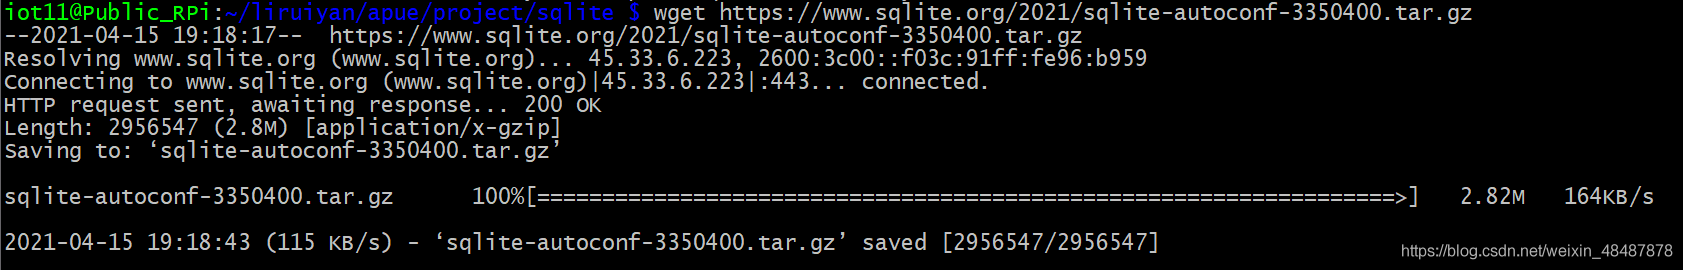 iot11@Public_RPi:~/liruiyan/apue/project/sqlite $ wget https://www.sqlite.org/2021/sqlite-autoconf-3350400.tar.gz
--2021-04-15 19:18:17--  https://www.sqlite.org/2021/sqlite-autoconf-3350400.tar.gz
Resolving www.sqlite.org (www.sqlite.org)... 45.33.6.223, 2600:3c00::f03c:91ff:fe96:b959
Connecting to www.sqlite.org (www.sqlite.org)|45.33.6.223|:443... connected.
HTTP request sent, awaiting response... 200 OK
Length: 2956547 (2.8M) [application/x-gzip]
Saving to: ‘sqlite-autoconf-3350400.tar.gz’
sqlite-autoconf-3350400.tar.gz      100%[==================================================================>]   2.82M   164KB/s
2021-04-15 19:18:43 (115 KB/s) - ‘sqlite-autoconf-3350400.tar.gz’ saved [2956547/2956547]
https://blog.csdn.net/weixin_48487878